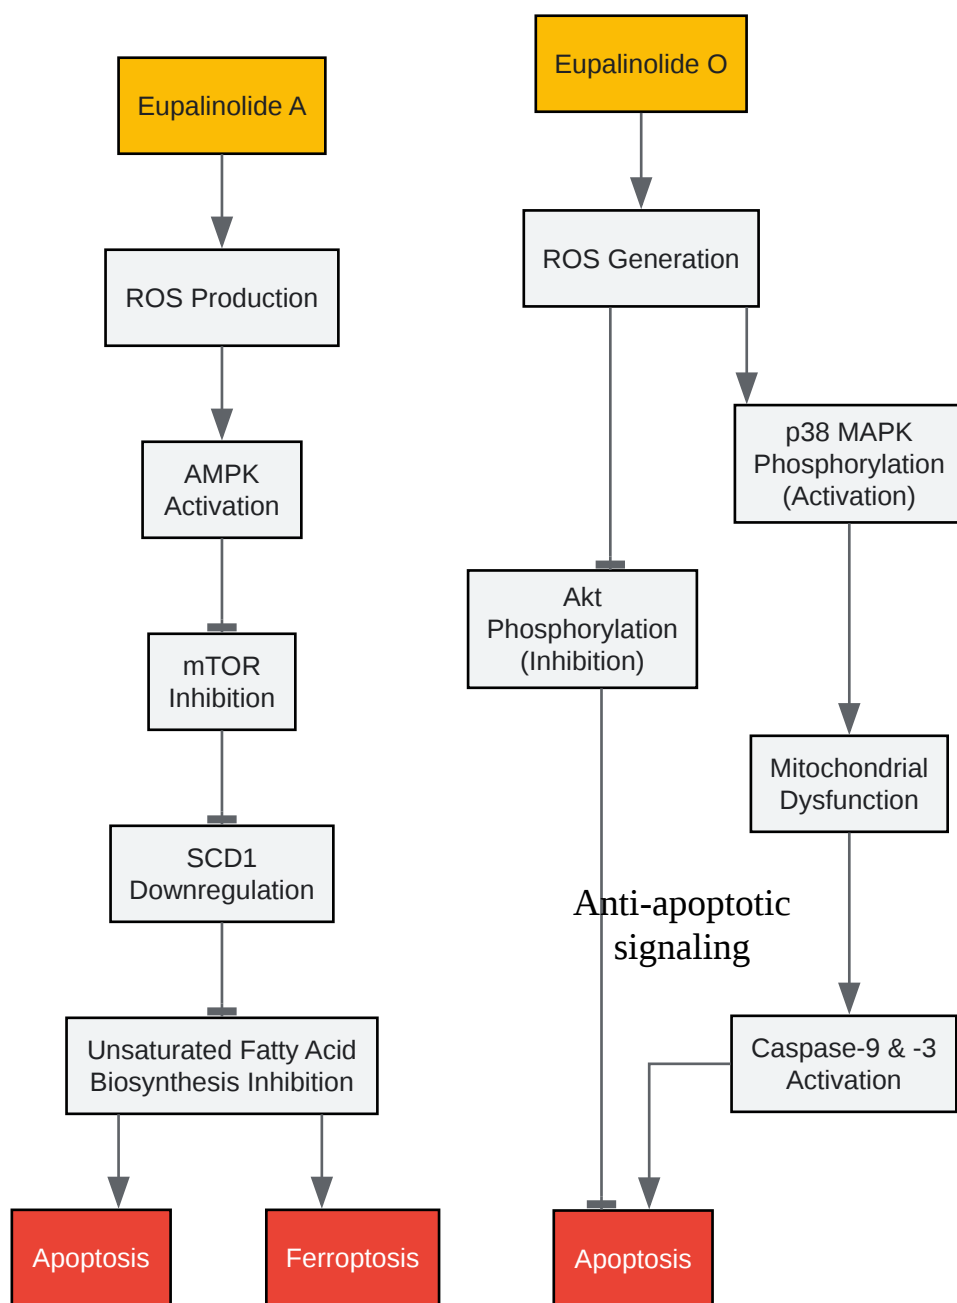 Eupalinolide A
ROS Production
AMPK
Activation
mTOR
Inhibition
SCD1
Downregulation
Unsaturated Fatty Acid
Biosynthesis Inhibition
Apoptosis
Ferroptosis
Eupalinolide O
ROS Generation
p38 MAPK
Phosphorylation
(Activation)
Akt
Phosphorylation
(Inhibition)
Mitochondrial
Dysfunction
Anti-apoptotic
signaling
Caspase-9 & -3
Activation
Apoptosis